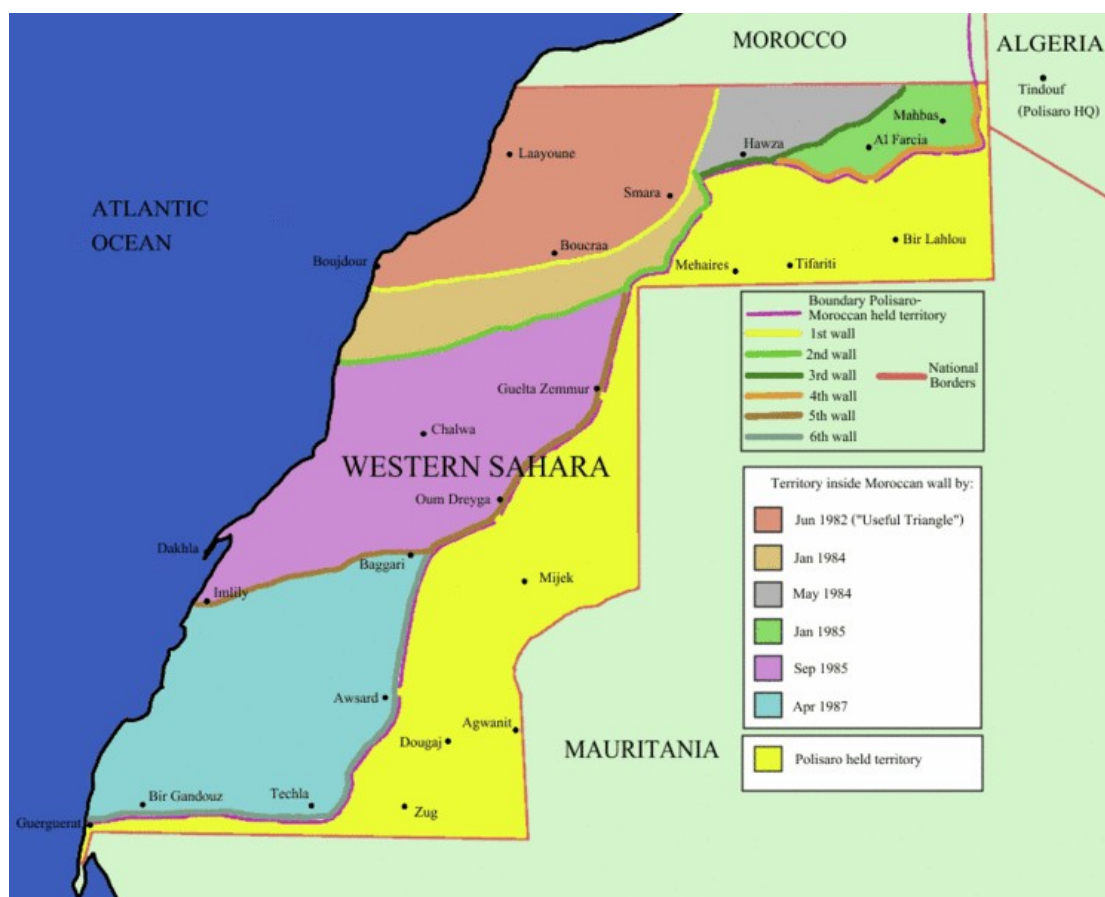 MOROCCO
ALGERIA
Tindouf
(Polisaro HQ)
Mahbas
Al Farcia
Hawza
Laayoune
Smara
ATLANTIC
OCEAN
Bir Lahlou
Boucraa
Boujdour
Mehaires
Tifariti
Boundary Polisaro-
Moroccan held territory
1st wall
2nd wall
3rd wall
4th wall
5th wall
6th wall
National
Borders
Guelta Zemmur
Chalwa
WESTERN SAHARA
Oum Dreyga
Territory inside Moroccan wall by:
Jun 1982 ("Useful Triangle")
Jan 1984
May 1984
Jan 1985
Sep 1985
Apr 1987
Dakhla
Baggari
Imlily
Mijek
Awsard
Agwanit
Dougaj
MAURITANIA
Polisaro held territory
Bir Gandouz
Techla
Zug
Guerguerat